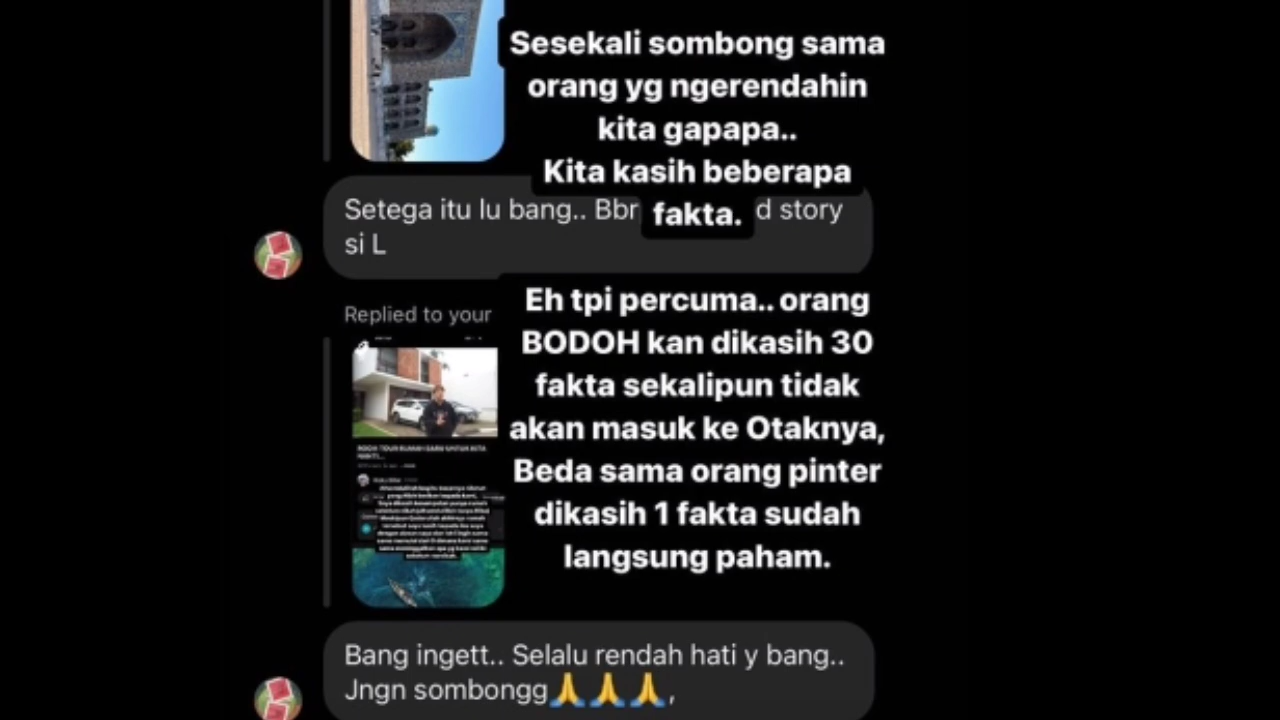 Sesekali sombong sama
orang yg ngerendahin
kita gapapa..
Kita kasih beberapa
fakta.
Setega itu lu bang.. Bbr d story
si L
Replied to your
Eh tpi percuma.. orang
BODOH kan dikasih 30
fakta sekalipun tidak
akan masuk ke Otaknya,
Beda sama orang pinter
dikasih 1 fakta sudah
langsung paham.
Bang ingett.. Selalu rendah hati y bang..
Jngn sombongg🙏🙏🙏,